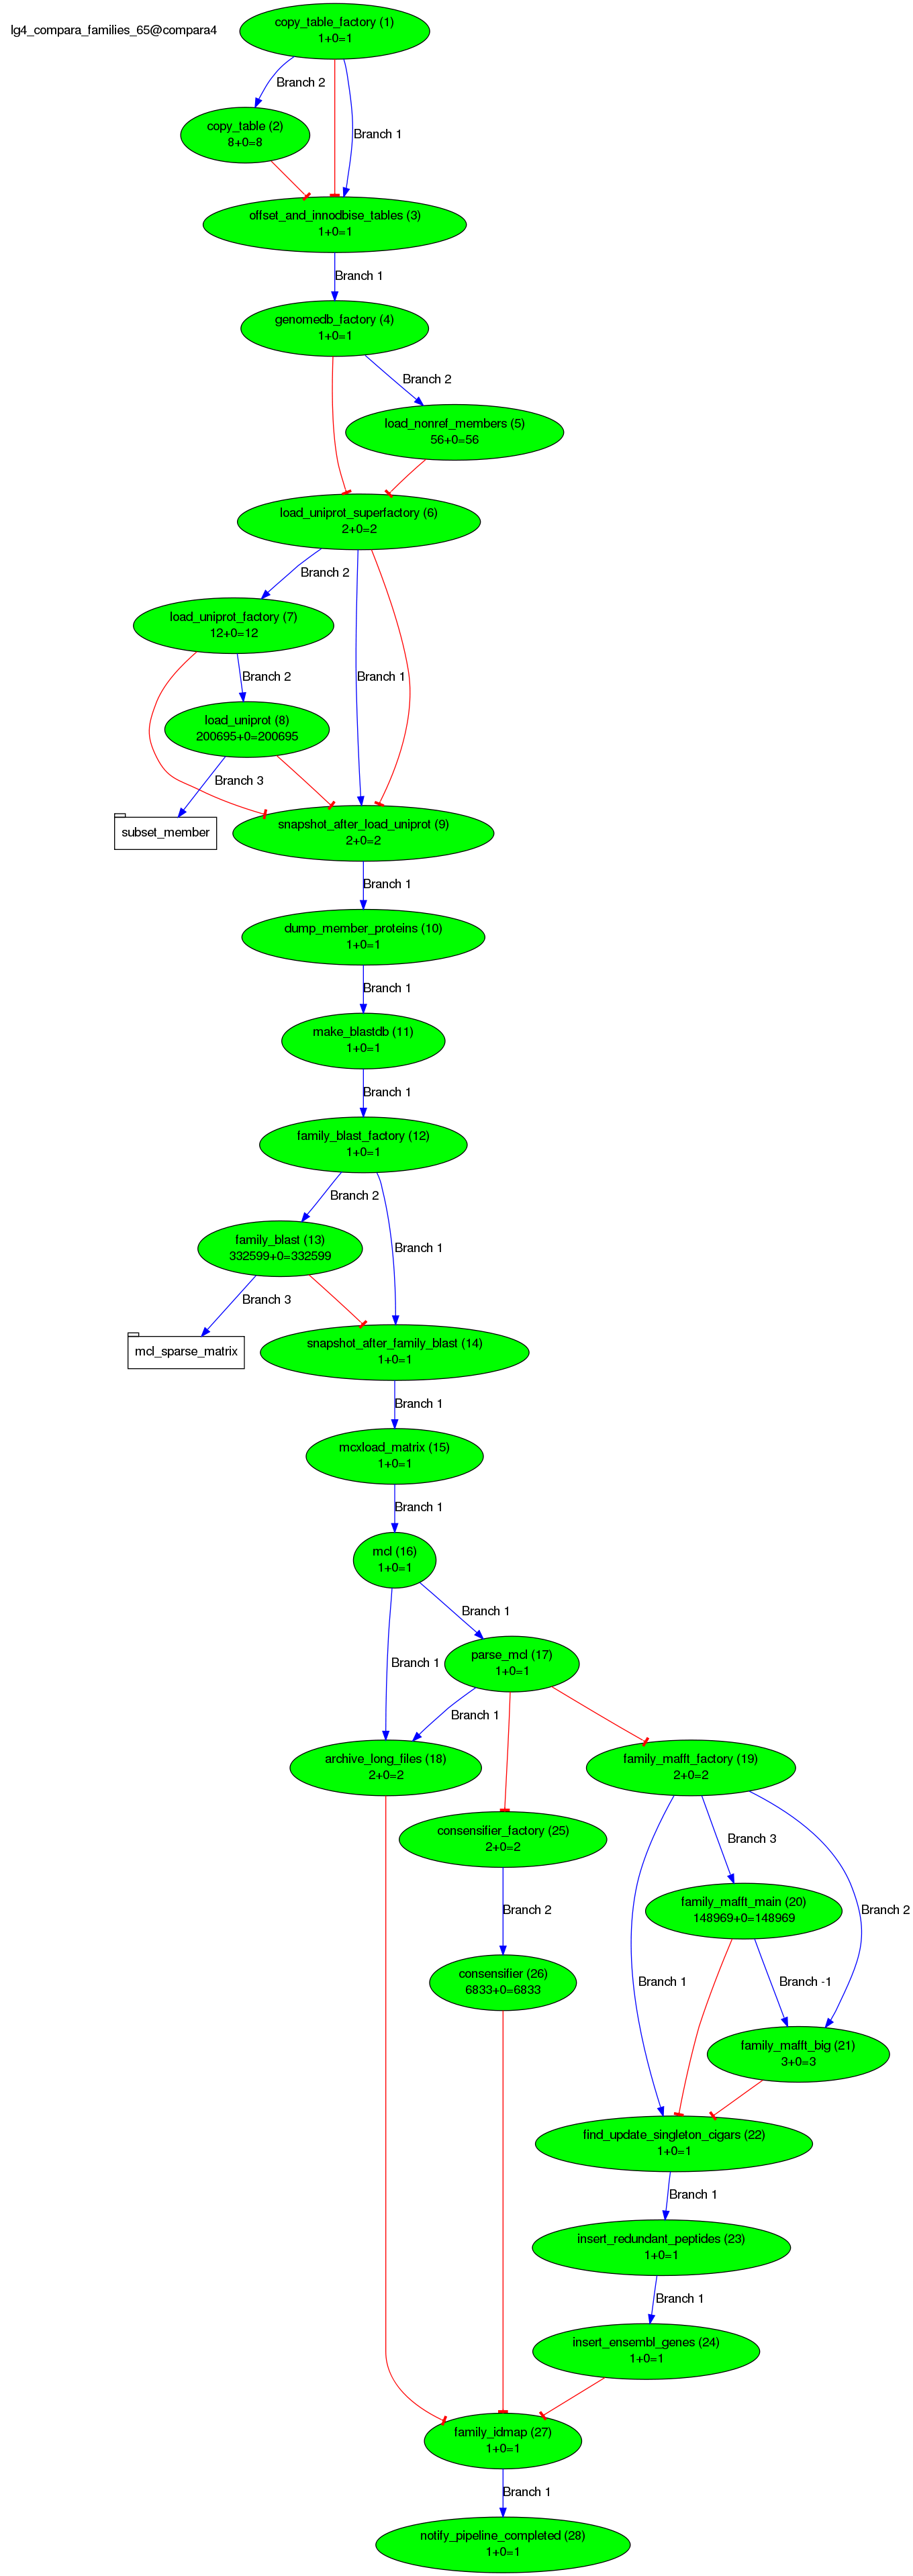 lg4_compara_families_65@compara4
copy_table_factory (1)
1+0=1
Branch 2
copy_table (2)
8+0=8
Branch 1
offset_and_innodbise_tables (3)
1+0=1
Branch 1
genomedb_factory (4)
1+0=1
Branch 2
load_nonref_members (5)
56+0=56
load_uniprot_superfactory (6)
2+0=2
Branch 2
load_uniprot_factory (7)
12+0=12
Branch 2
Branch 1
load_uniprot (8)
200695+0=200695
Branch 3
subset_member
snapshot_after_load_uniprot (9)
2+0=2
Branch 1
dump_member_proteins (10)
1+0=1
Branch 1
make_blastdb (11)
1+0=1
Branch 1
family_blast_factory (12)
1+0=1
Branch 2
family_blast (13)
332599+0=332599
Branch 1
Branch 3
mcl_sparse_matrix
snapshot_after_family_blast (14)
1+0=1
Branch 1
mcxload_matrix (15)
1+0=1
Branch 1
mcl (16)
1+0=1
Branch 1
parse_mcl (17)
1+0=1
Branch 1
Branch 1
archive_long_files (18)
2+0=2
family_mafft_factory (19)
2+0=2
consensifier_factory (25)
2+0=2
Branch 3
family_mafft_main (20)
148969+0=148969
Branch 2
Branch 2
consensifier (26)
6833+0=6833
Branch 1
Branch -1
family_mafft_big (21)
3+0=3
find_update_singleton_cigars (22)
1+0=1
Branch 1
insert_redundant_peptides (23)
1+0=1
Branch 1
insert_ensembl_genes (24)
1+0=1
family_idmap (27)
1+0=1
Branch 1
notify_pipeline_completed (28)
1+0=1